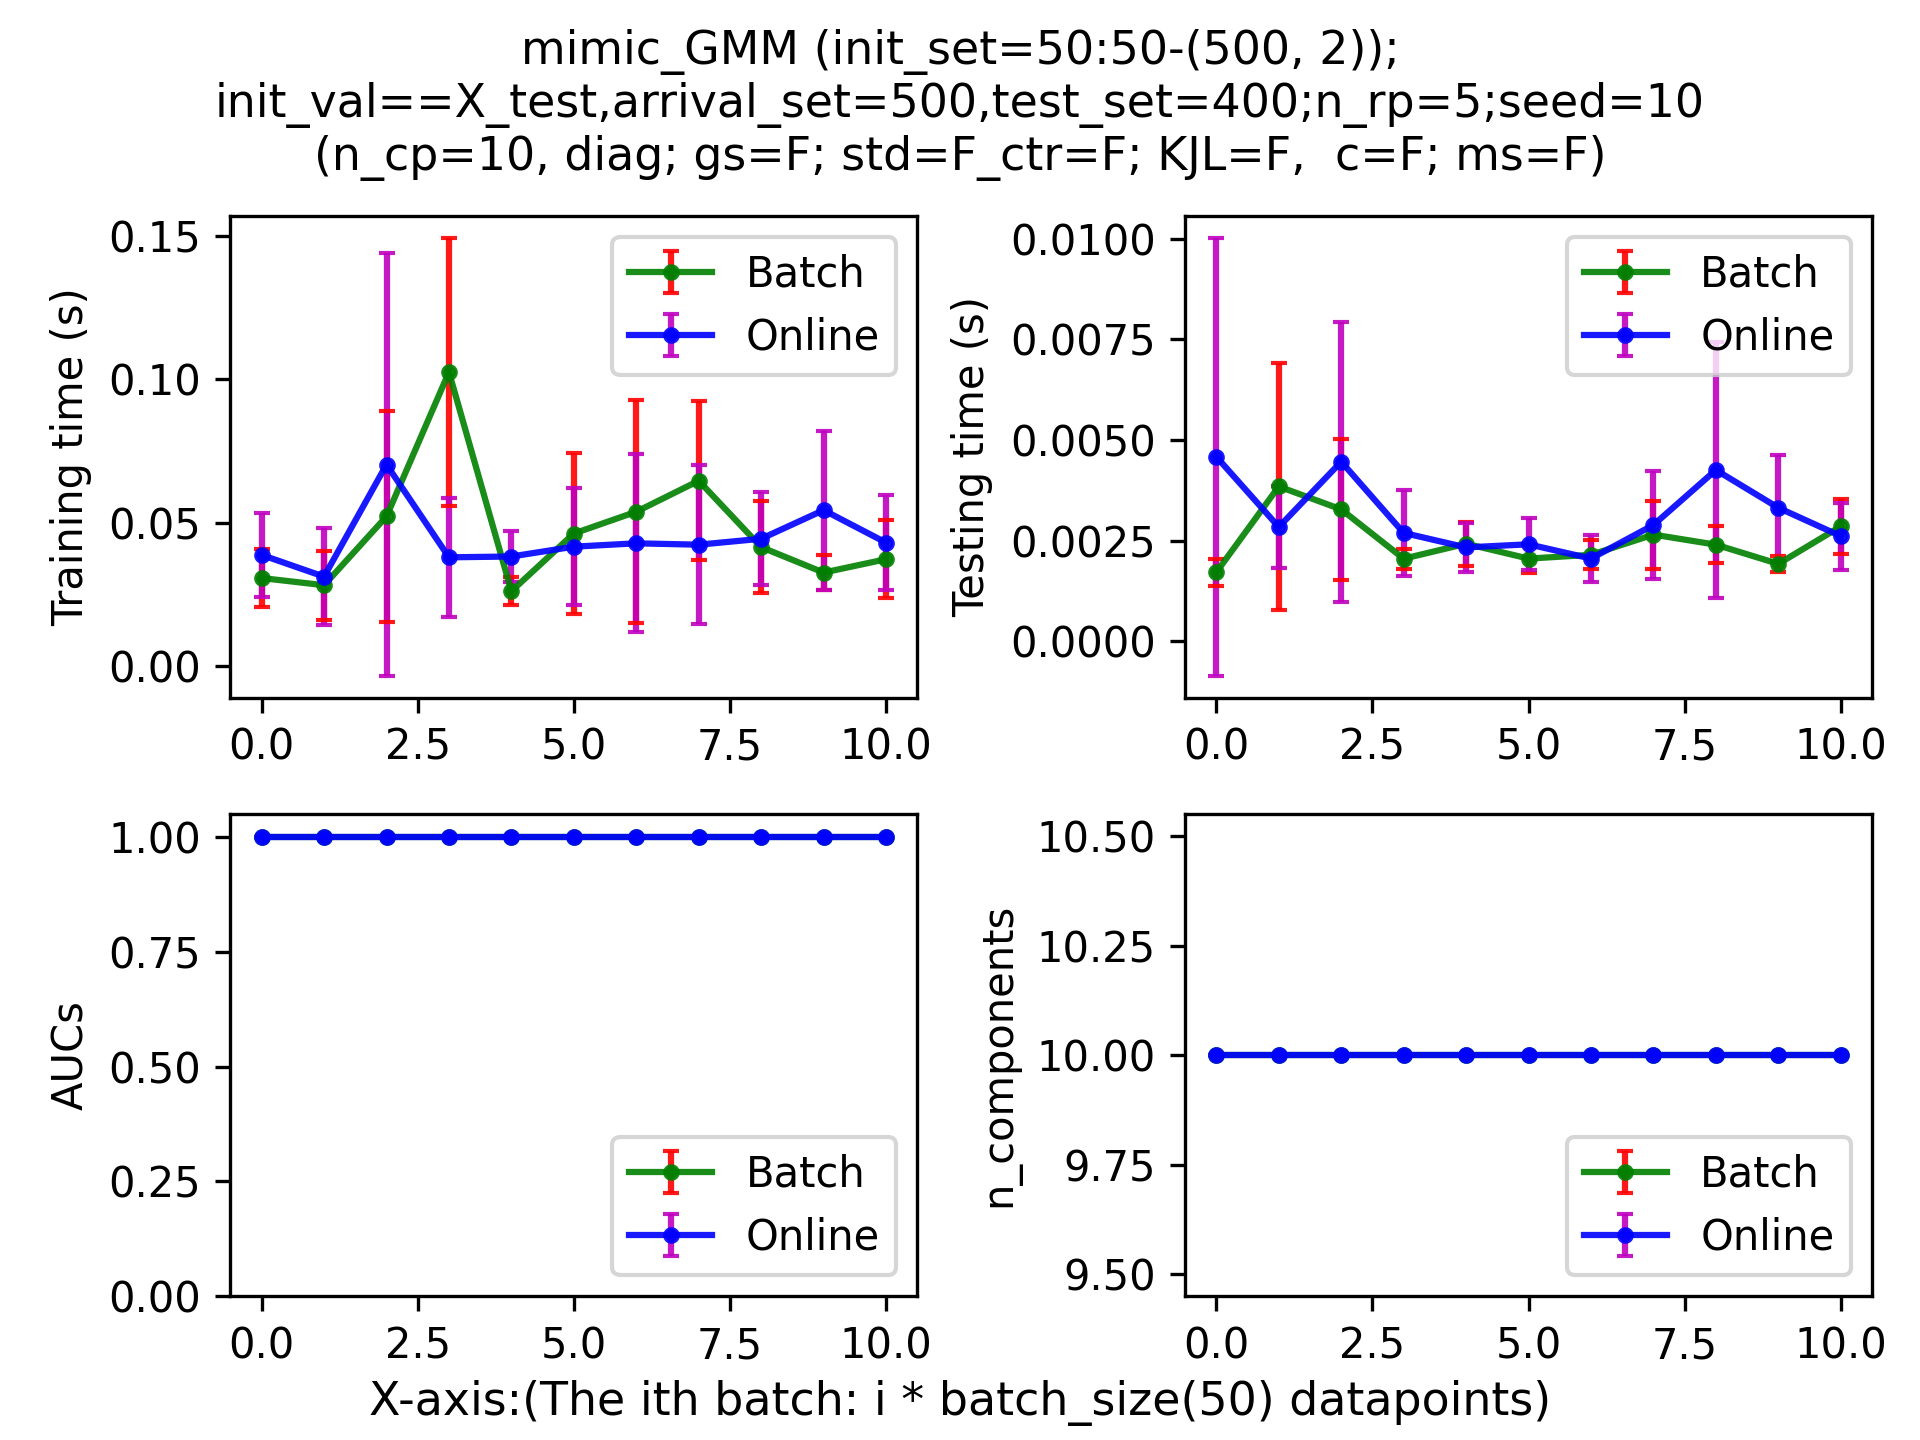 mimic_GMM (init_set=50:50-(500, 2));
init_val==X_test,arrival_set=500,test_set=400;n_rp=5;seed=10
(n_cp=10, diag; gs=F; std=F_ctr=F; KJL=F,  c=F; ms=F)
Training time (s)
0.15
0.10
0.05
0.00
Batch
Online
0.0 2.5 5.0 7.5 10.0
Testing time (s)
0.0100
0.0075
0.0050
0.0025
0.0000
Batch
Online
0.0 2.5 5.0 7.5 10.0
AUCs
1.00
0.75
0.50
0.25
0.00
Batch
Online
0.0 2.5 5.0 7.5 10.0
n_components
10.50
10.25
10.00
9.75
9.50
Batch
Online
0.0 2.5 5.0 7.5 10.0
X-axis:(The ith batch: i * batch_size(50) datapoints)